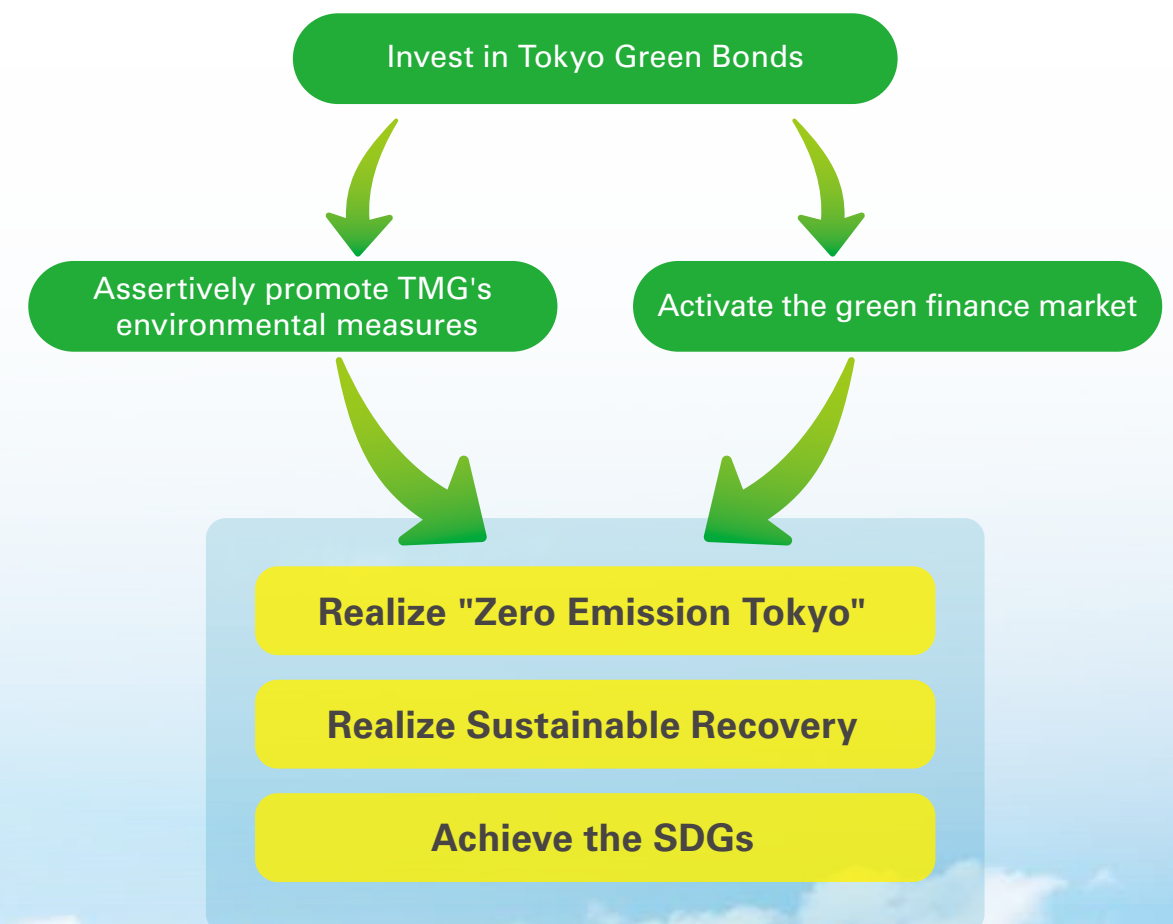 Invest in Tokyo Green Bonds
Assertively promote TMG's
environmental measures
Activate the green finance market
Realize "Zero Emission Tokyo"
Realize Sustainable Recovery
Achieve the SDGs